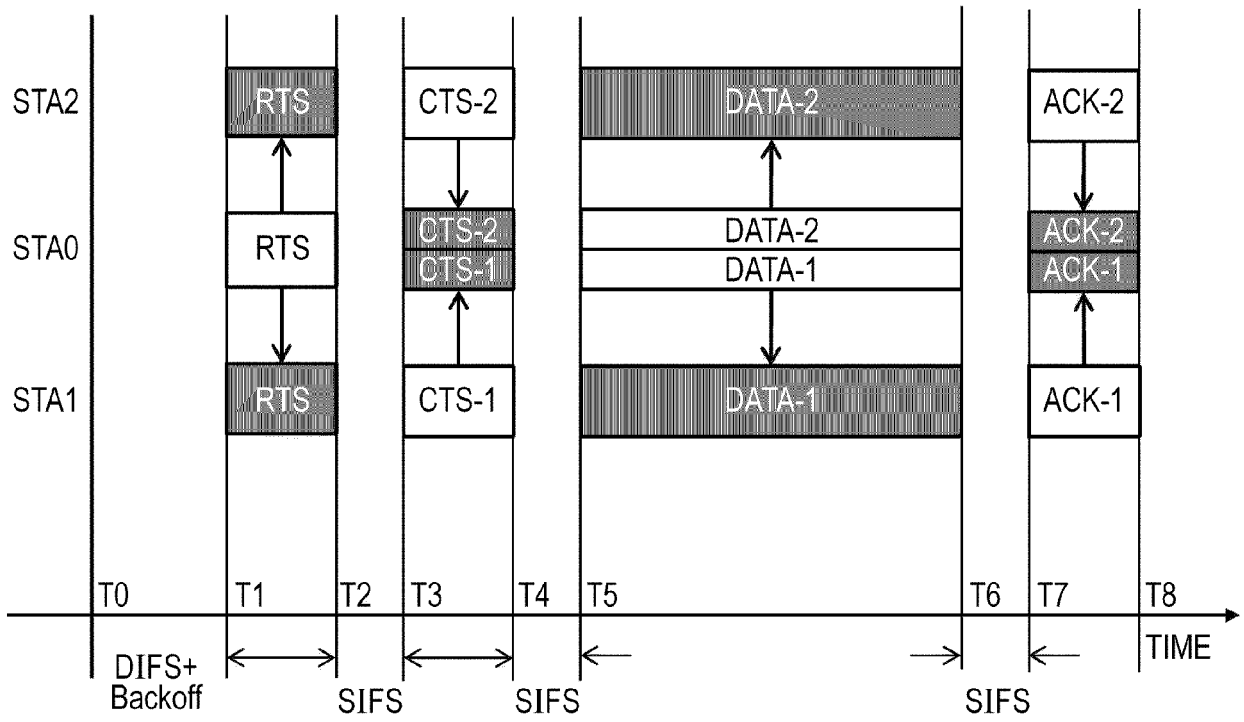 STA2 RTS CTS-2 DATA-2 ACK-2
CTS-2 DATA-2 ACK-2
STA0 RTS
CTS-1 DATA-1 ACK-1
STA1 RTS CTS-1 DATA-1 ACK-1
T0 T1 T2 T3 T4 T5 T6 T7 T8
TIME
DIFS+
Backoff SIFS SIFS SIFS